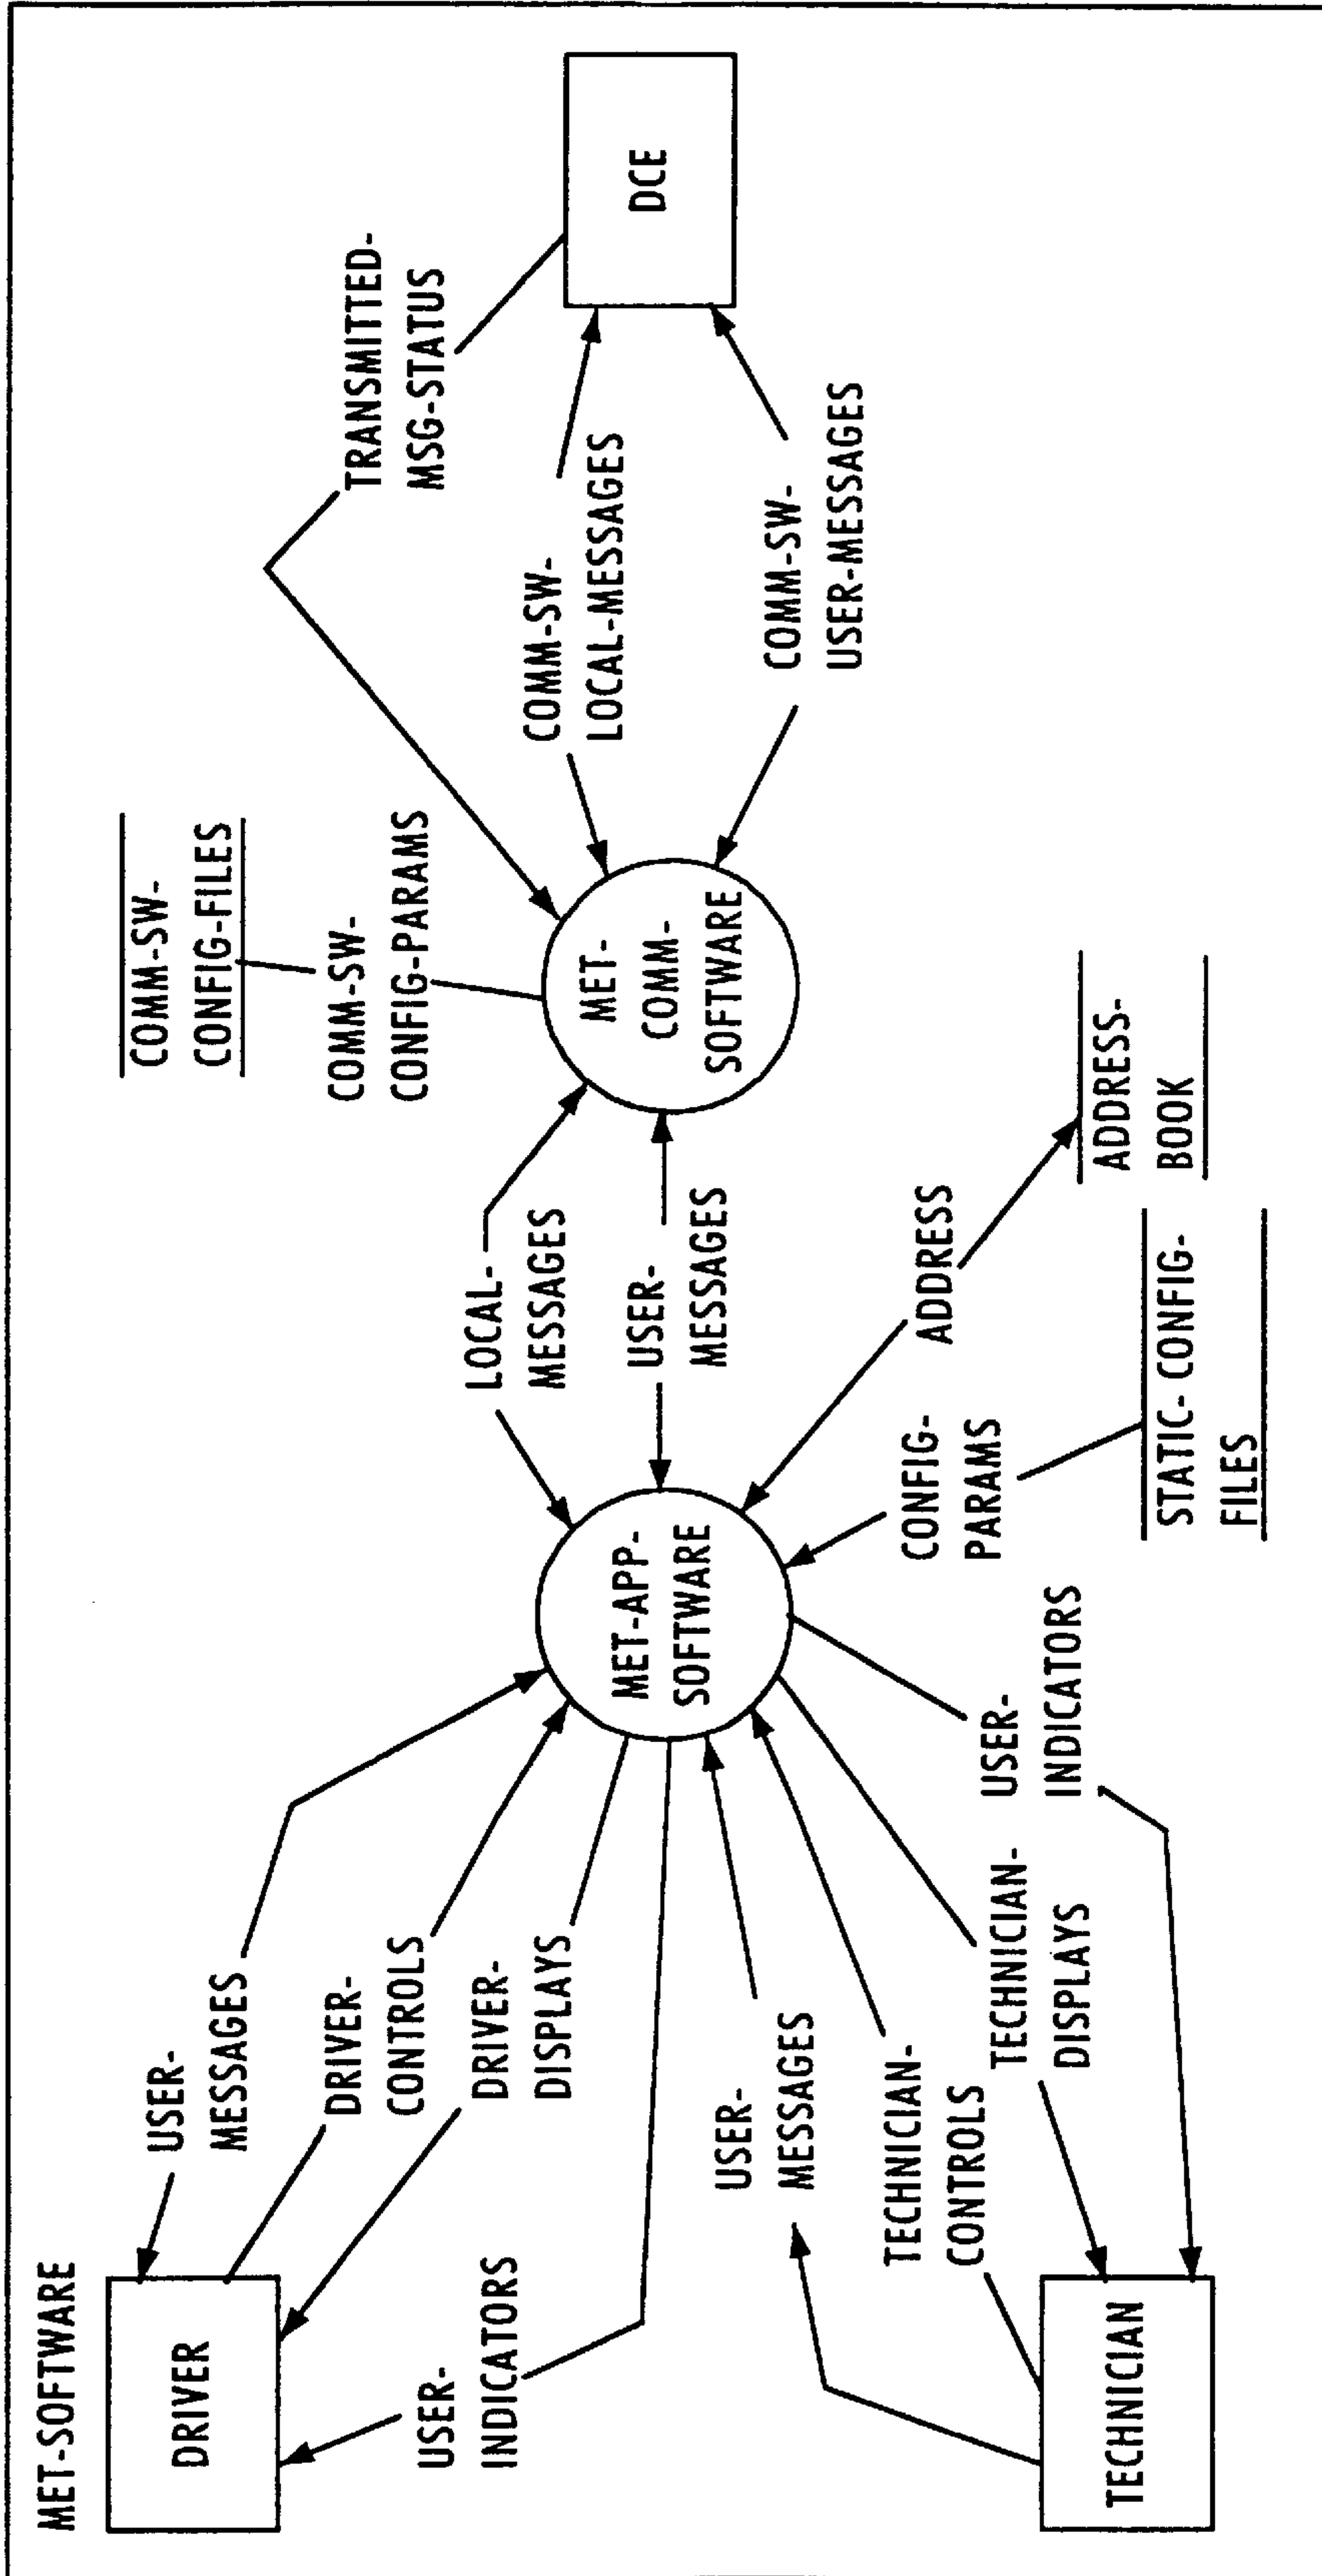 MET-SOFTWARE
DRIVER
USER-
MESSAGES
DRIVER-
CONTROLS
DRIVER-
DISPLAYS
USER-
INDICATORS
USER-
MESSAGES
TECHNICIAN-
CONTROLS
TECHNICIAN-
DISPLAYS
USER-
INDICATORS
TECHNICIAN
MET-APP-
SOFTWARE
LOCAL-
MESSAGES
USER-
MESSAGES
ADDRESS
CONFIG-
PARAMS
STATIC- CONFIG-
FILES
ADDRESS-
BOOK
COMM-SW-
CONFIG-FILES
COMM-SW-
CONFIG-PARAMS
MET-
COMM-
SOFTWARE
TRANSMITTED-
MSG-STATUS
COMM-SW-
LOCAL-MESSAGES
COMM-SW-
USER-MESSAGES
DCE